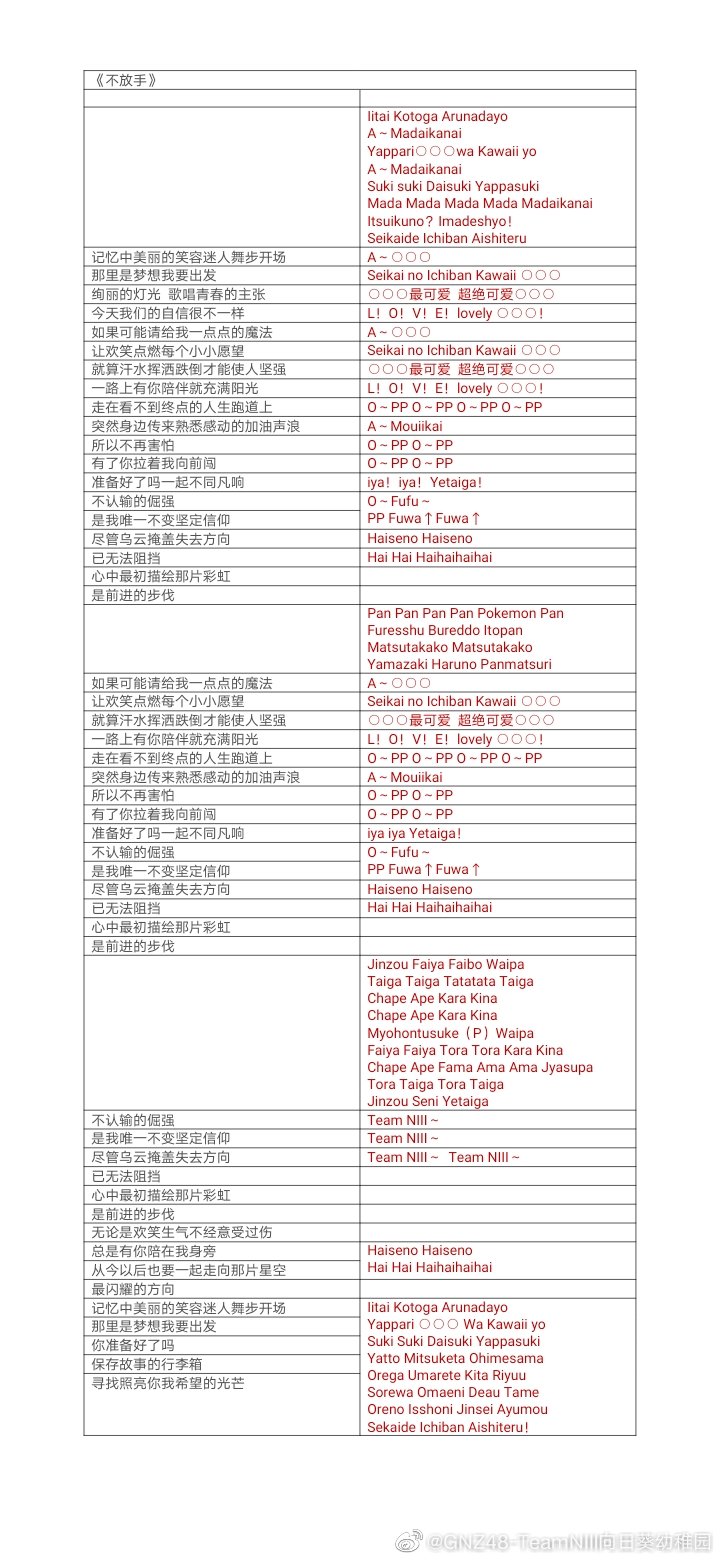 《不放手》
Iitai Kotoga Arunadayo
A～Madaikanai
Yappari○○○wa Kawaii yo
A～Madaikanai
Suki suki Daisuki Yappasuki
Mada Mada Mada Mada Madaikanai
Itsuikuno？Imadeshyo！
Seikaide Ichiban Aishiteru
记忆中美丽的笑容迷人舞步开场 A～○○○
那里是梦想我要出发 Seikai no Ichiban Kawaii ○○○
绚丽的灯光 歌唱青春的主张 ○○○最可爱 超绝可爱○○○
今天我们的自信很不一样 L！O！V！E！lovely ○○○！
如果可能请给我一点点的魔法 A～○○○
让欢笑点燃每个小小愿望 Seikai no Ichiban Kawaii ○○○
就算汗水挥洒跌倒才能使人坚强 ○○○最可爱 超绝可爱○○○
一路上有你陪伴就充满阳光 L！O！V！E！lovely ○○○！
走在看不到终点的人生跑道上 O～PP O～PP O～PP O～PP
突然身边传来熟悉感动的加油声浪 A～Mouiikai
所以不再害怕 O～PP O～PP
有了你拉着我向前闯 O～PP O～PP
准备好了吗一起不同凡响 iya！iya！Yetaiga！
不认输的倔强 O～Fufu～
是我唯一不变坚定信仰 PP Fuwa↑Fuwa↑
尽管乌云掩盖失去方向 Haiseno Haiseno
已无法阻挡 Hai Hai Haihaihaihai
心中最初描绘那片彩虹
是前进的步伐
Pan Pan Pan Pan Pokemon Pan
Furesshu Bureddo Itopan
Matsutakako Matsutakako
Yamazaki Haruno Panmatsuri
如果可能请给我一点点的魔法 A～○○○
让欢笑点燃每个小小愿望 Seikai no Ichiban Kawaii ○○○
就算汗水挥洒跌倒才能使人坚强 ○○○最可爱 超绝可爱○○○
一路上有你陪伴就充满阳光 L！O！V！E！lovely ○○○！
走在看不到终点的人生跑道上 O～PP O～PP O～PP O～PP
突然身边传来熟悉感动的加油声浪 A～Mouiikai
所以不再害怕 O～PP O～PP
有了你拉着我向前闯 O～PP O～PP
准备好了吗一起不同凡响 iya iya Yetaiga！
不认输的倔强 O～Fufu～
是我唯一不变坚定信仰 PP Fuwa↑Fuwa↑
尽管乌云掩盖失去方向 Haiseno Haiseno
已无法阻挡 Hai Hai Haihaihaihai
心中最初描绘那片彩虹
是前进的步伐
Jinzou Faiya Faibo Waipa
Taiga Taiga Tatatata Taiga
Chape Ape Kara Kina
Chape Ape Kara Kina
Myohontusuke（P）Waipa
Faiya Faiya Tora Tora Kara Kina
Chape Ape Fama Ama Ama Jyasupa
Tora Taiga Tora Taiga
Jinzou Seni Yetaiga
不认输的倔强 Team NIII～
是我唯一不变坚定信仰 Team NIII～
尽管乌云掩盖失去方向 Team NIII～ Team NIII～
已无法阻挡
心中最初描绘那片彩虹
是前进的步伐
无论是欢笑生气不经意受过伤
总是有你陪在我身旁 Haiseno Haiseno
从今以后也要一起走向那片星空 Hai Hai Haihaihaihai
最闪耀的方向
记忆中美丽的笑容迷人舞步开场 Iitai Kotoga Arunadayo
那里是梦想我要出发 Yappari ○○○ Wa Kawaii yo
你准备好了吗 Suki Suki Daisuki Yappasuki
保存故事的行李箱 Yatto Mitsuketa Ohimesama
寻找照亮你我希望的光芒 Orega Umarete Kita Riyuu
Sorewa Omaeni Deau Tame
Oreno Isshoni Jinsei Ayumou
Sekaide Ichiban Aishiteru！
@GNZ48-TeamNIII向日葵幼稚园